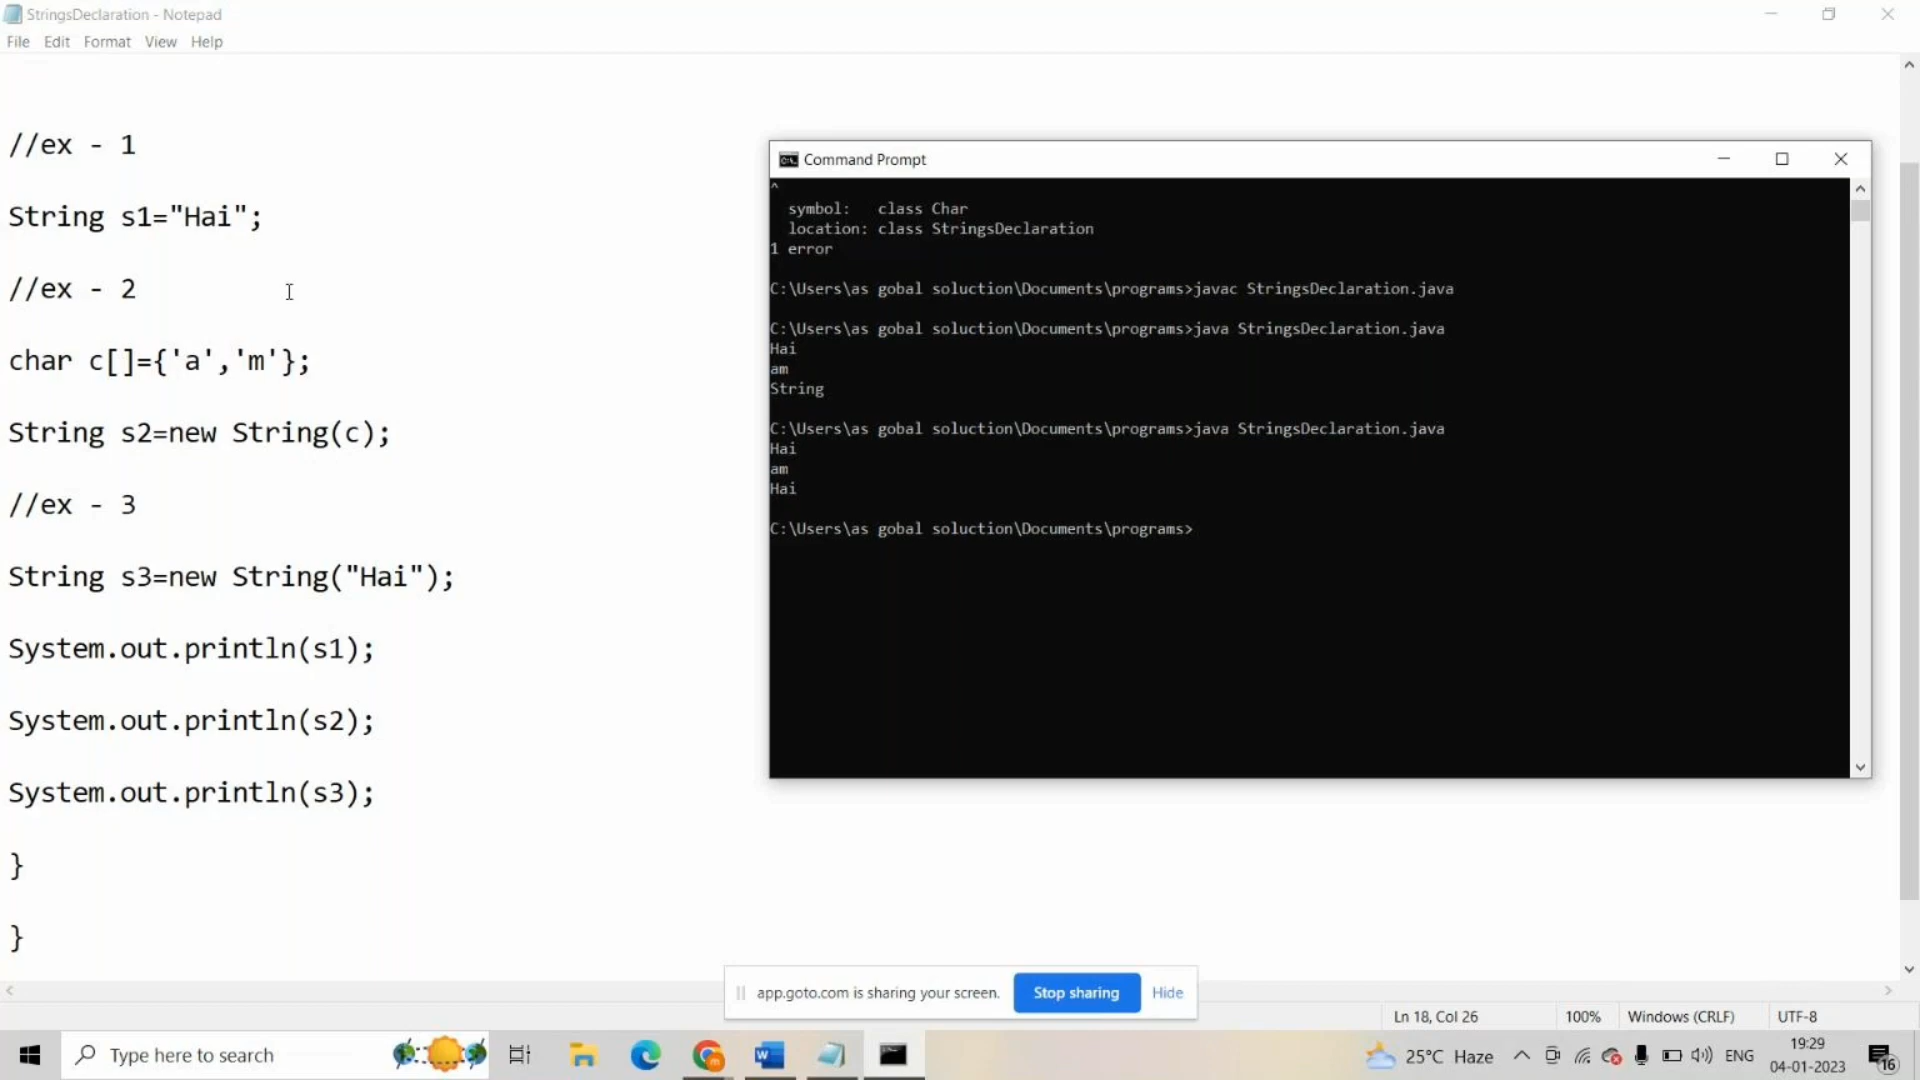 StringsDeclaration - Notepad
File Edit Format View Help
//ex - 1
String s1="Hai";
//ex - 2
char c[]={'a','m'};
String s2=new String(c);
//ex - 3
String s3=new String("Hai");
System.out.println(s1);
System.out.println(s2);
System.out.println(s3);
}
}
Command Prompt
^
symbol: class Char
location: class StringsDeclaration
1 error
C:\Users\as gobal soluction\Documents\programs>javac StringsDeclaration.java
C:\Users\as gobal soluction\Documents\programs>java StringsDeclaration.java
Hai
am
String
C:\Users\as gobal soluction\Documents\programs>java StringsDeclaration.java
Hai
am
Hai
C:\Users\as gobal soluction\Documents\programs>
app.goto.com is sharing your screen. Stop sharing Hide
Ln 18, Col 26 100% Windows (CRLF) UTF-8
Type here to search
25°C Haze
ENG
19:29
04-01-2023
16